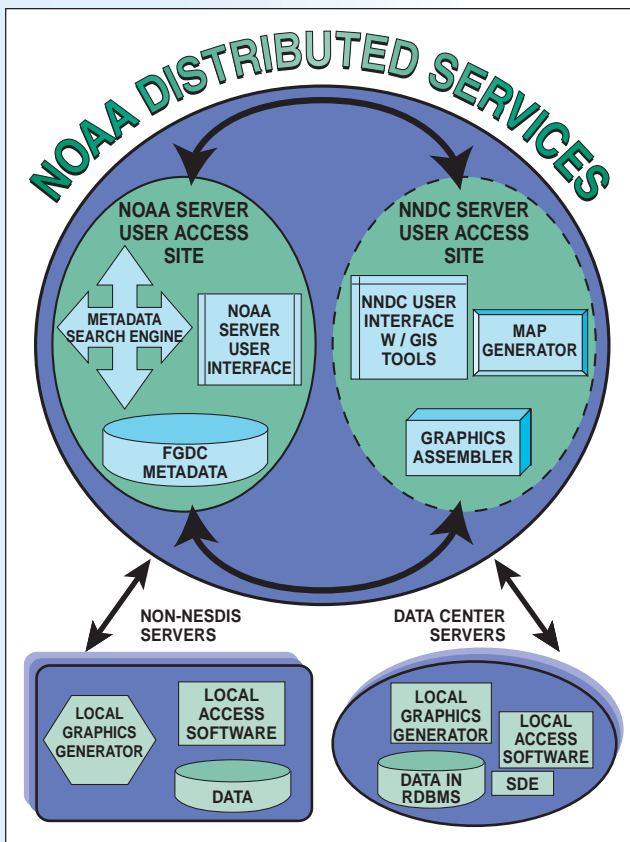 NOAA DISTRIBUTED SERVICES
NOAA SERVER
USER ACCESS
SITE
METADATA
SEARCH ENGINE
NOAA
SERVER
USER
INTERFACE
FGDC
METADATA
NNDC SERVER
USER ACCESS
SITE
NNDC USER
INTERFACE
W / GIS
TOOLS
MAP
GENERATOR
GRAPHICS
ASSEMBLER
NON-NESDIS
SERVERS
DATA CENTER
SERVERS
LOCAL
GRAPHICS
GENERATOR
LOCAL
ACCESS
SOFTWARE
DATA
LOCAL
GRAPHICS
GENERATOR
LOCAL
ACCESS
SOFTWARE
DATA IN
RDBMS
SDE